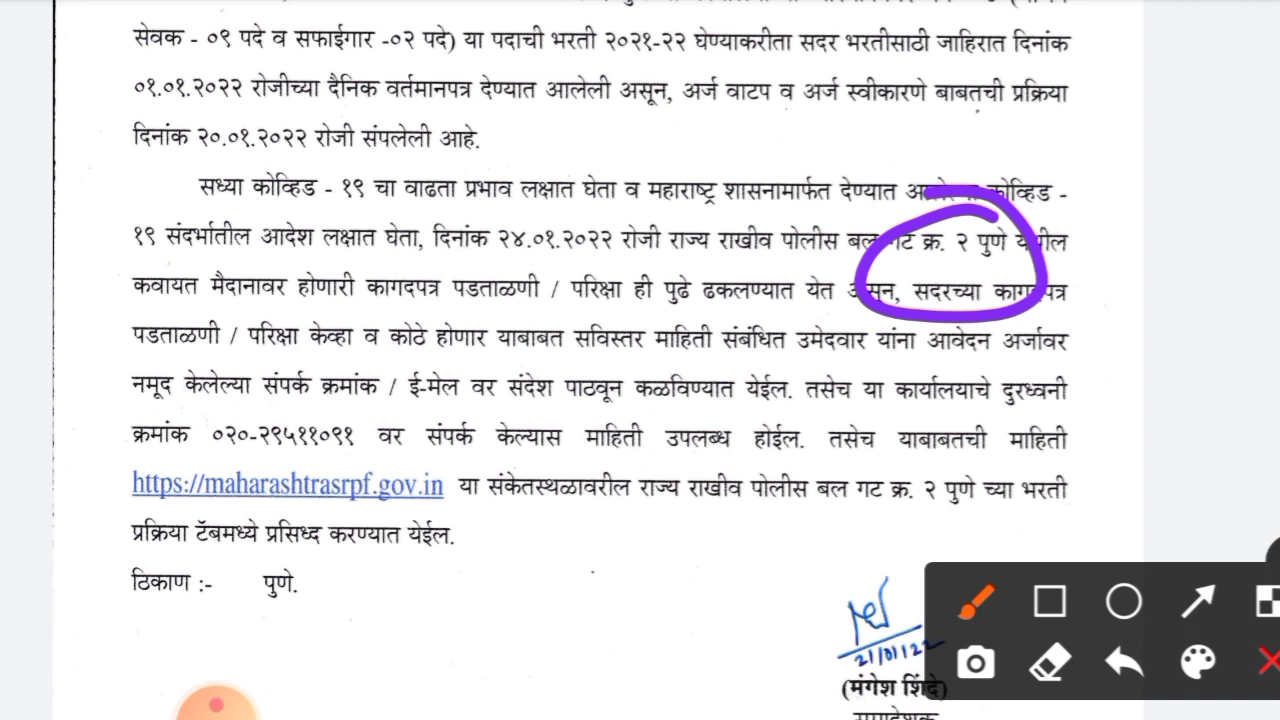 सेवक - ०९ पदे व सफाईगार -०२ पदे) या पदाची भरती २०२१-२२ घेण्याकरीता सदर भरतीसाठी जाहिरात दिनांक
०१.०१.२०२२ रोजीच्या दैनिक वर्तमानपत्र देण्यात आलेली असून, अर्ज वाटप व अर्ज स्वीकारणे बाबतची प्रक्रिया
दिनांक २०.०१.२०२२ रोजी संपलेली आहे.
सध्या कोव्हिड - १९ चा वाढता प्रभाव लक्षात घेता व महाराष्ट्र शासनामार्फत देण्यात आलेल्या कोव्हिड -
१९ संदर्भातील आदेश लक्षात घेता, दिनांक २४.०१.२०२२ रोजी राज्य राखीव पोलीस बल गट क्र. २ पुणे येथील
कवायत मैदानावर होणारी कागदपत्र पडताळणी / परिक्षा ही पुढे ढकलण्यात येत असून, सदरच्या कागदपत्र
पडताळणी / परिक्षा केव्हा व कोठे होणार याबाबत सविस्तर माहिती संबंधित उमेदवार यांना आवेदन अर्जावर
नमूद केलेल्या संपर्क क्रमांक / ई-मेल वर संदेश पाठवून कळविण्यात येईल. तसेच या कार्यालयाचे दुरध्वनी
क्रमांक ०२०-२९५११०९१ वर संपर्क केल्यास माहिती उपलब्ध होईल. तसेच याबाबतची माहिती
https://maharashtrasrpf.gov.in या संकेतस्थळावरील राज्य राखीव पोलीस बल गट क्र. २ पुणे च्या भरती
प्रक्रिया टॅबमध्ये प्रसिध्द करण्यात येईल.
ठिकाण :- पुणे.
21/01/22
(मंगेश शिंदे)